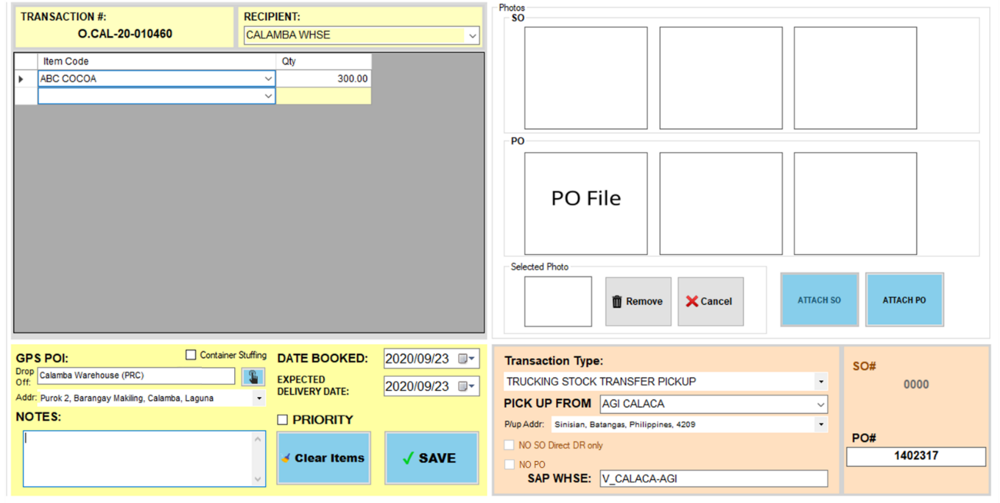 TRANSACTION #:
O.CAL-20-010460
RECIPIENT:
CALAMBA WHSE
Item Code Qty
ABC COCOA 300.00
Photos
SO
PO
PO File
Selected Photo
Remove
Cancel
ATTACH SO
ATTACH PO
GPS POI:
Container Stuffing
Drop Off:
Calamba Warehouse (PRC)
Addr: Purok 2, Barangay Makiling, Calamba, Laguna
NOTES:
DATE BOOKED: 2020/09/23
EXPECTED
DELIVERY DATE: 2020/09/23
PRIORITY
Clear Items
SAVE
Transaction Type:
TRUCKING STOCK TRANSFER PICKUP
PICK UP FROM AGI CALACA
P/up Addr: Sinisian, Batangas, Philippines, 4209
NO SO Direct DR only
NO PO
SAP WHSE: V_CALACA-AGI
SO#
0000
PO#
1402317